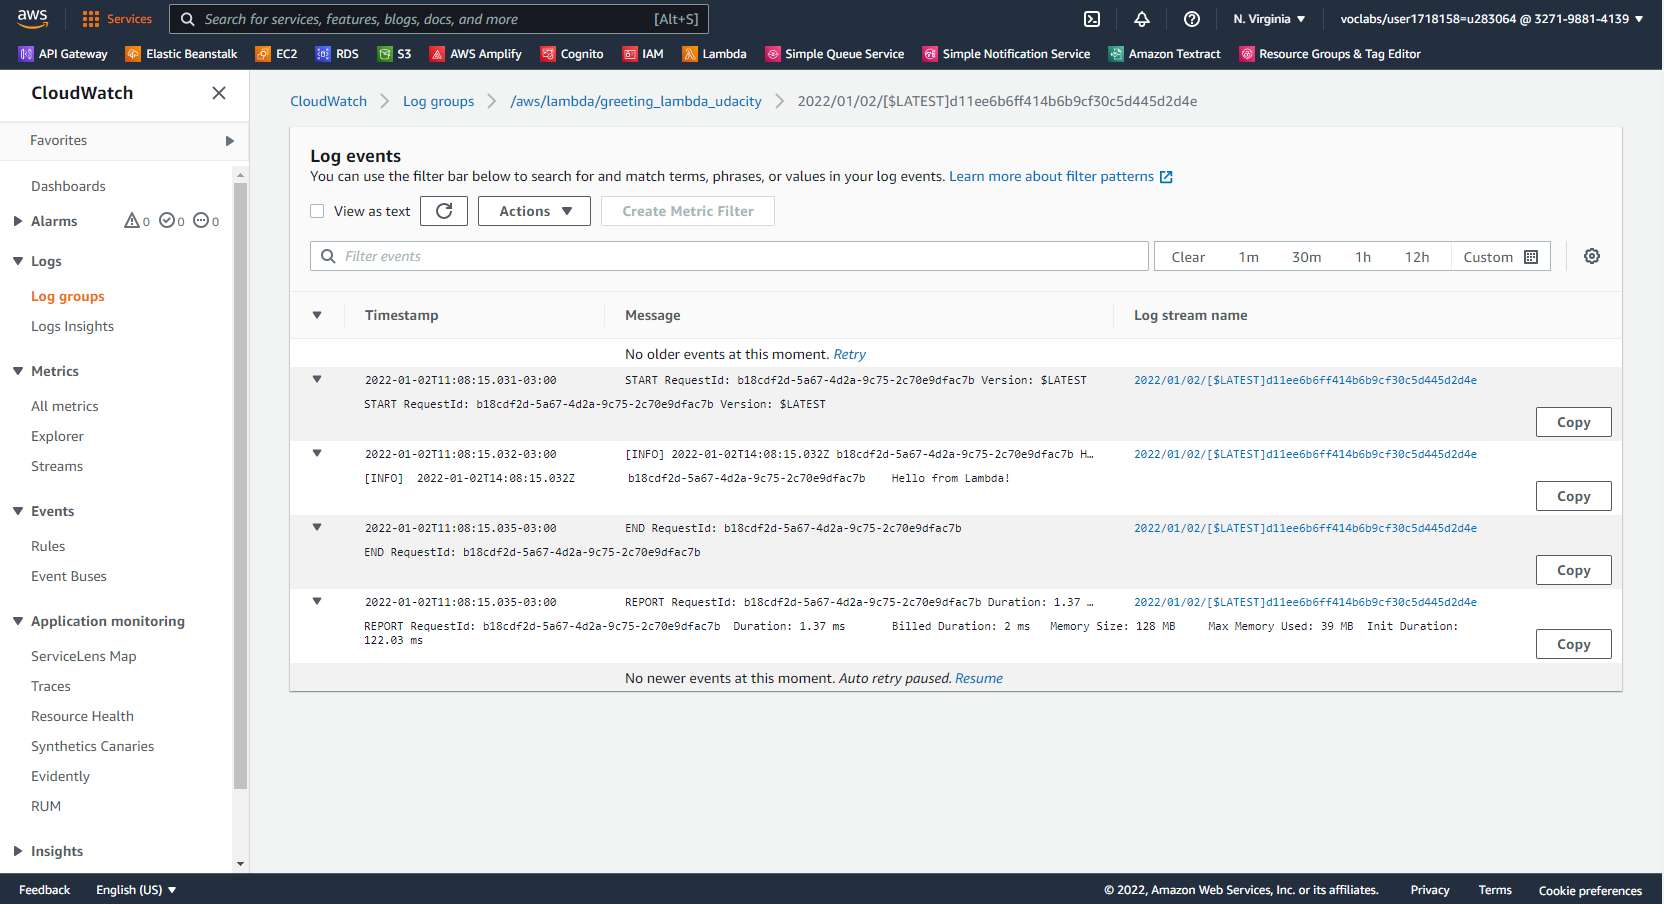 aws
Services
Search for services, features, blogs, docs, and more
[Alt+S]
N. Virginia
voclabs/user1718158=u283064 @ 3271-9881-4139
API Gateway
Elastic Beanstalk
EC2
RDS
S3
AWS Amplify
Cognito
IAM
Lambda
Simple Queue Service
Simple Notification Service
Amazon Textract
Resource Groups & Tag Editor
CloudWatch
Favorites
Dashboards
Alarms 0 0 0
Logs
Log groups
Logs Insights
Metrics
All metrics
Explorer
Streams
Events
Rules
Event Buses
Application monitoring
ServiceLens Map
Traces
Resource Health
Synthetics Canaries
Evidently
RUM
Insights
CloudWatch
Log groups
/aws/lambda/greeting_lambda_udacity
2022/01/02/[$LATEST]d11ee6b6ff414b6b9cf30c5d445d2d4e
Log events
You can use the filter bar below to search for and match terms, phrases, or values in your log events. Learn more about filter patterns
View as text
Actions
Create Metric Filter
Filter events
Clear
1m
30m
1h
12h
Custom
Timestamp
Message
Log stream name
No older events at this moment. Retry
2022-01-02T11:08:15.031-03:00
START RequestId: b18cdf2d-5a67-4d2a-9c75-2c70e9dfac7b Version: $LATEST
2022/01/02/[$LATEST]d11ee6b6ff414b6b9cf30c5d445d2d4e
START RequestId: b18cdf2d-5a67-4d2a-9c75-2c70e9dfac7b Version: $LATEST
Copy
2022-01-02T11:08:15.032-03:00
[INFO] 2022-01-02T14:08:15.032Z b18cdf2d-5a67-4d2a-9c75-2c70e9dfac7b H…
2022/01/02/[$LATEST]d11ee6b6ff414b6b9cf30c5d445d2d4e
[INFO] 2022-01-02T14:08:15.032Z b18cdf2d-5a67-4d2a-9c75-2c70e9dfac7b Hello from Lambda!
Copy
2022-01-02T11:08:15.035-03:00
END RequestId: b18cdf2d-5a67-4d2a-9c75-2c70e9dfac7b
2022/01/02/[$LATEST]d11ee6b6ff414b6b9cf30c5d445d2d4e
END RequestId: b18cdf2d-5a67-4d2a-9c75-2c70e9dfac7b
Copy
2022-01-02T11:08:15.035-03:00
REPORT RequestId: b18cdf2d-5a67-4d2a-9c75-2c70e9dfac7b Duration: 1.37 …
2022/01/02/[$LATEST]d11ee6b6ff414b6b9cf30c5d445d2d4e
REPORT RequestId: b18cdf2d-5a67-4d2a-9c75-2c70e9dfac7b Duration: 1.37 ms Billed Duration: 2 ms Memory Size: 128 MB Max Memory Used: 39 MB Init Duration:
122.03 ms
Copy
No newer events at this moment. Auto retry paused. Resume
Feedback
English (US)
© 2022, Amazon Web Services, Inc. or its affiliates.
Privacy
Terms
Cookie preferences